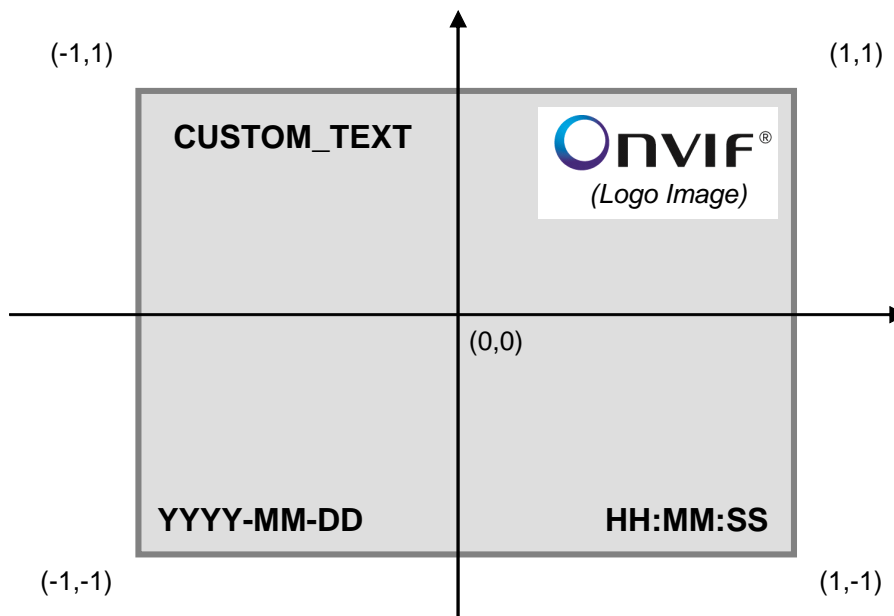 (-1,1)
(1,1)
CUSTOM_TEXT
Onvif®
(Logo Image)
(0,0)
YYYY-MM-DD
HH:MM:SS
(-1,-1)
(1,-1)